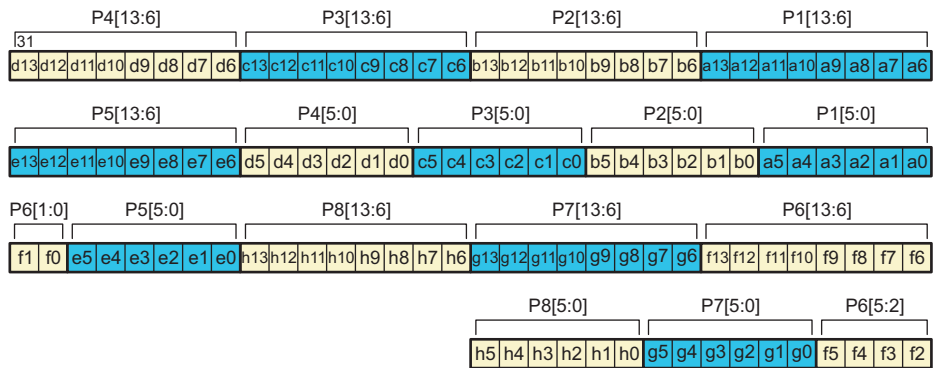 P4[13:6] P3[13:6] P2[13:6] P1[13:6]
31
d13 d12 d11 d10 d9 d8 d7 d6 c13 c12 c11 c10 c9 c8 c7 c6 b13 b12 b11 b10 b9 b8 b7 b6 a13 a12 a11 a10 a9 a8 a7 a6
P5[13:6] P4[5:0] P3[5:0] P2[5:0] P1[5:0]
e13 e12 e11 e10 e9 e8 e7 e6 d5 d4 d3 d2 d1 d0 c5 c4 c3 c2 c1 c0 b5 b4 b3 b2 b1 b0 a5 a4 a3 a2 a1 a0
P6[1:0] P5[5:0] P8[13:6] P7[13:6] P6[13:6]
f1 f0 e5 e4 e3 e2 e1 e0 h13 h12 h11 h10 h9 h8 h7 h6 g13 g12 g11 g10 g9 g8 g7 g6 f13 f12 f11 f10 f9 f8 f7 f6
P8[5:0] P7[5:0] P6[5:2]
h5 h4 h3 h2 h1 h0 g5 g4 g3 g2 g1 g0 f5 f4 f3 f2